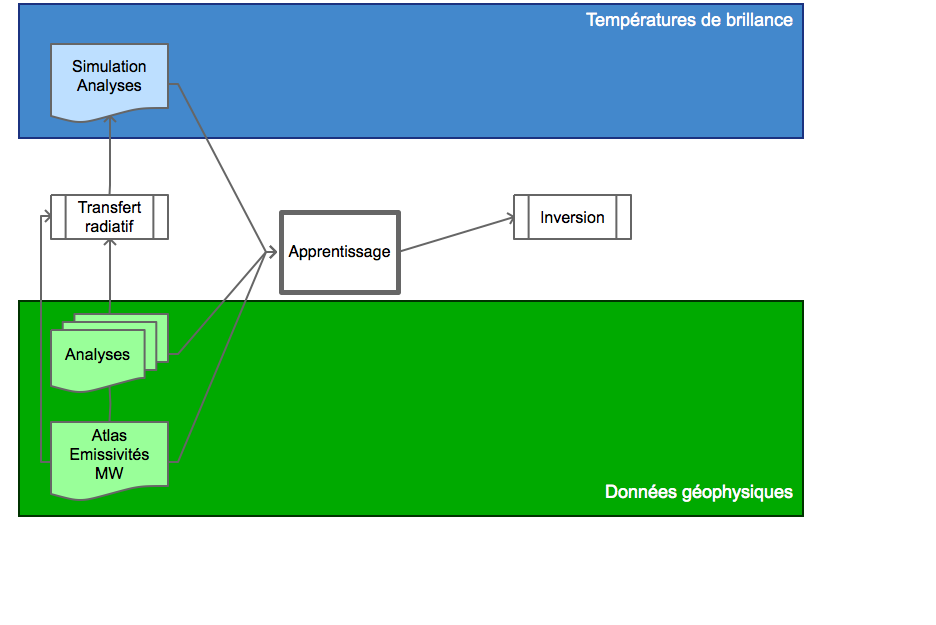 Températures de brillance
Simulation
Analyses
Transfert
radiatif
Apprentissage
Inversion
Analyses
Atlas
Emissivités
MW
Données géophysiques